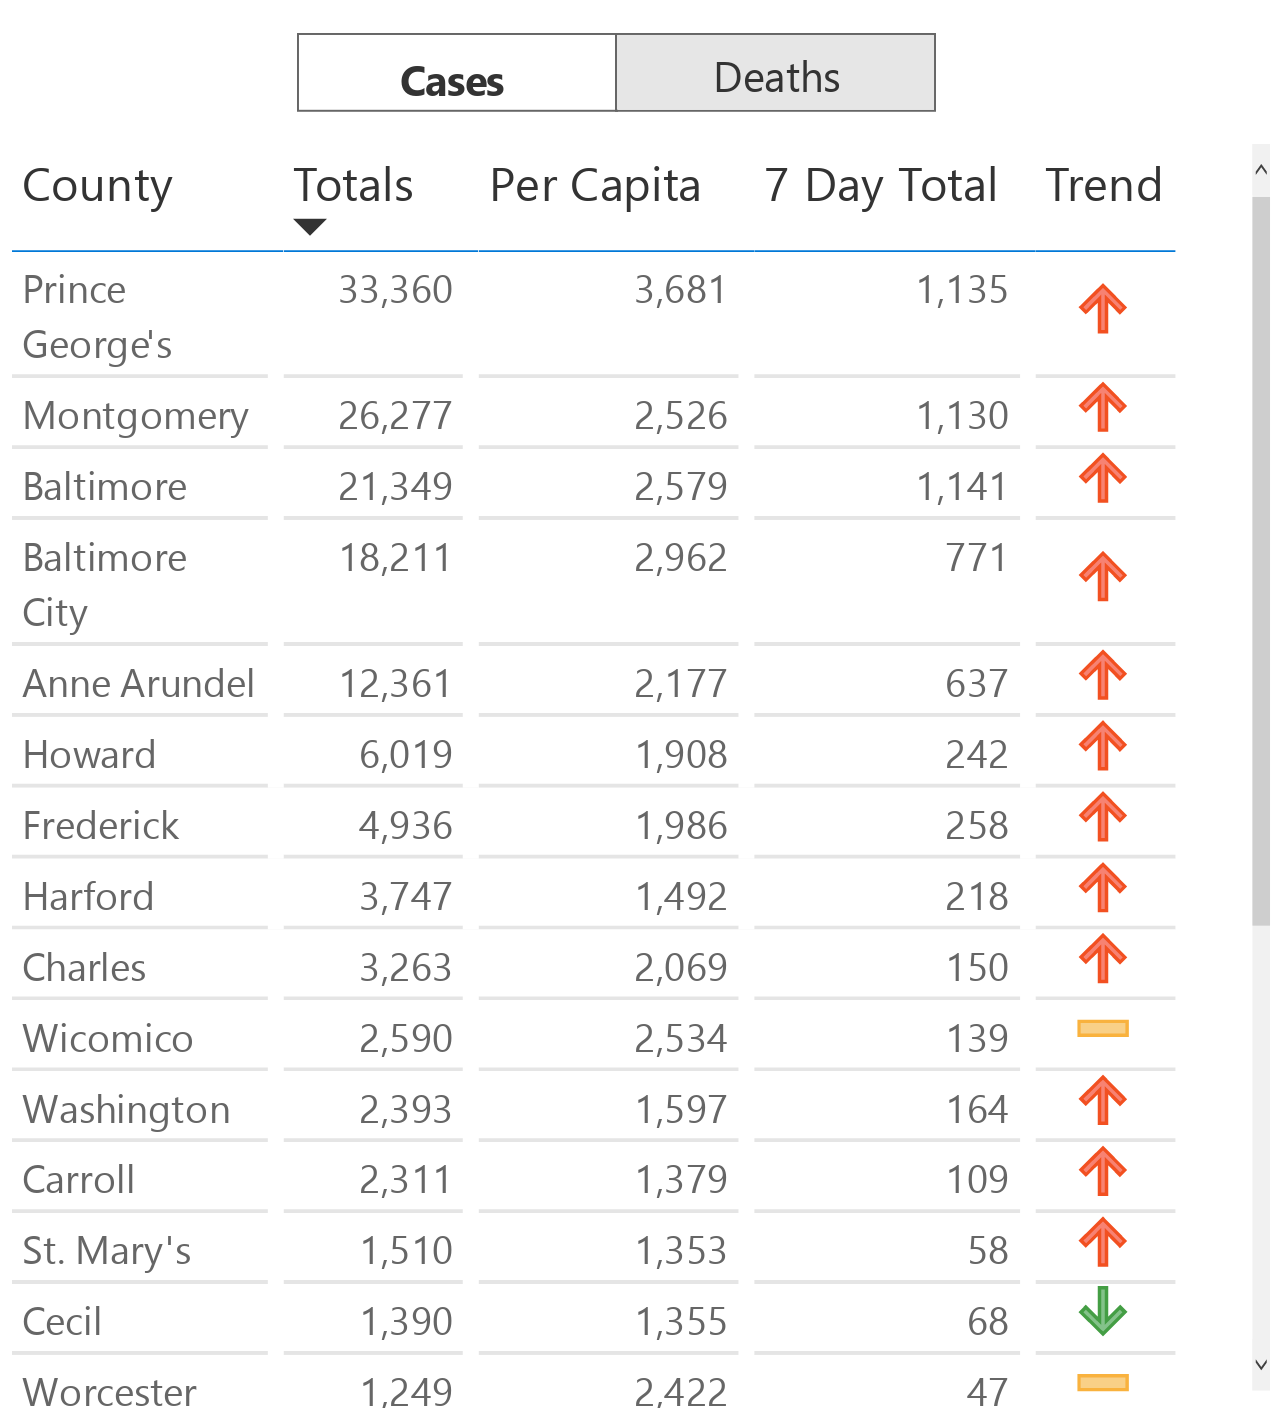 Cases Deaths
County Totals Per Capita 7 Day Total Trend
Prince 33,360 3,681 1,135
George's
Montgomery 26,277 2,526 1,130
Baltimore 21,349 2,579 1,141
Baltimore 18,211 2,962 771
City
Anne Arundel 12,361 2,177 637
Howard 6,019 1,908 242
Frederick 4,936 1,986 258
Harford 3,747 1,492 218
Charles 3,263 2,069 150
Wicomico 2,590 2,534 139
Washington 2,393 1,597 164
Carroll 2,311 1,379 109
St. Mary's 1,510 1,353 58
Cecil 1,390 1,355 68
Worcester 1,249 2,422 47